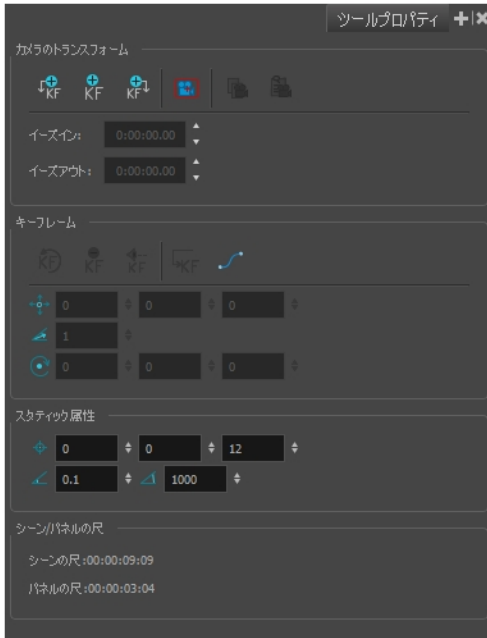 ツールプロパティ
カメラのトランスフォーム
KF KF KF
イーズイン: 0:00:00.00
イーズアウト: 0:00:00.00
キーフレーム
KF KF KF KF
0 0 0
1
0 0 0
スタティック属性
0 0 12
0.1 1000
シーン/パネルの尺
シーンの尺:00:00:09:09
パネルの尺:00:00:03:04